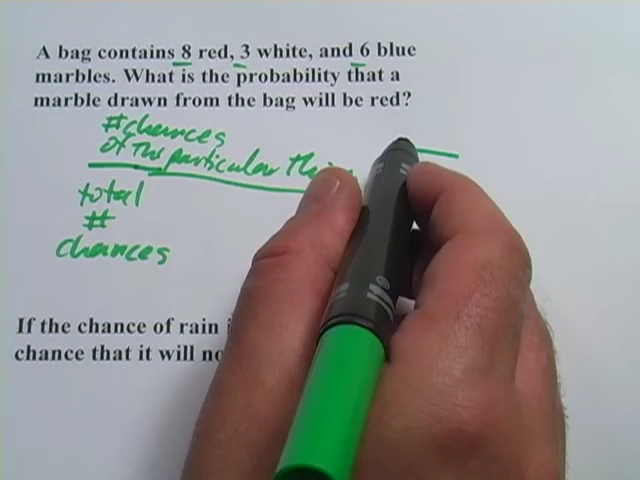 A bag contains 8 red, 3 white, and 6 blue
marbles. What is the probability that a
marble drawn from the bag will be red?
# chances
of the particular thi
total
#
chances
If the chance of rain
chance that it will no